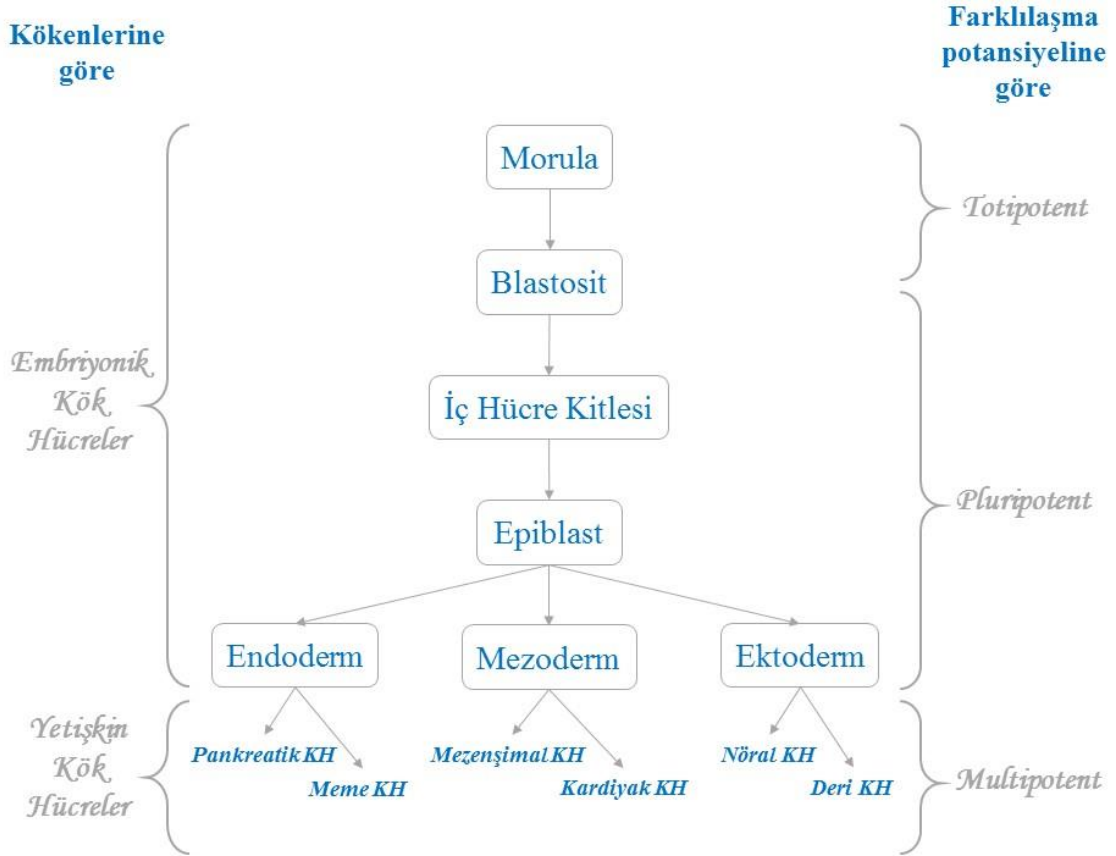 Kökenlerine
göre
Farklılaşma
potansiyeline
göre
Morula
Totipotent
Blastosit
Embriyonik
Kök
Hücreler
İç Hücre Kitlesi
Pluripotent
Epiblast
Endoderm
Mezoderm
Ektoderm
Yetişkin
Kök
Hücreler
Pankreatik KH
Meme KH
Mezenşimal KH
Kardiyak KH
Nöral KH
Deri KH
Multipotent